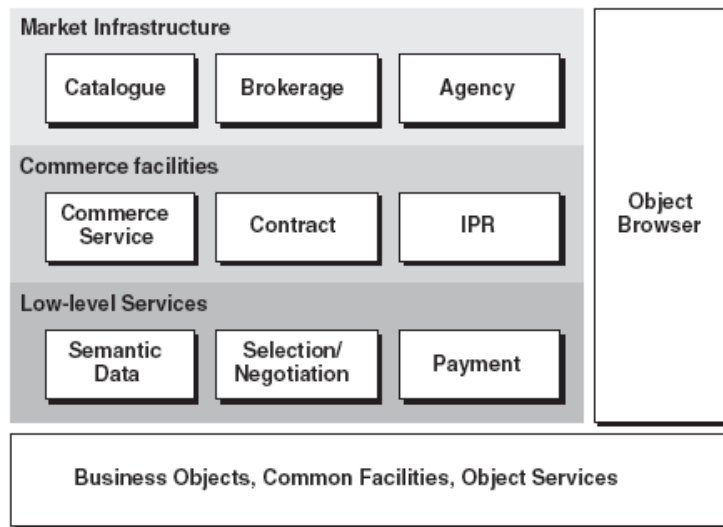 Market Infrastructure
Catalogue
Brokerage
Agency
Commerce facilities
Commerce
Service
Contract
IPR
Low-level Services
Semantic
Data
Selection/
Negotiation
Payment
Object
Browser
Business Objects, Common Facilities, Object Services